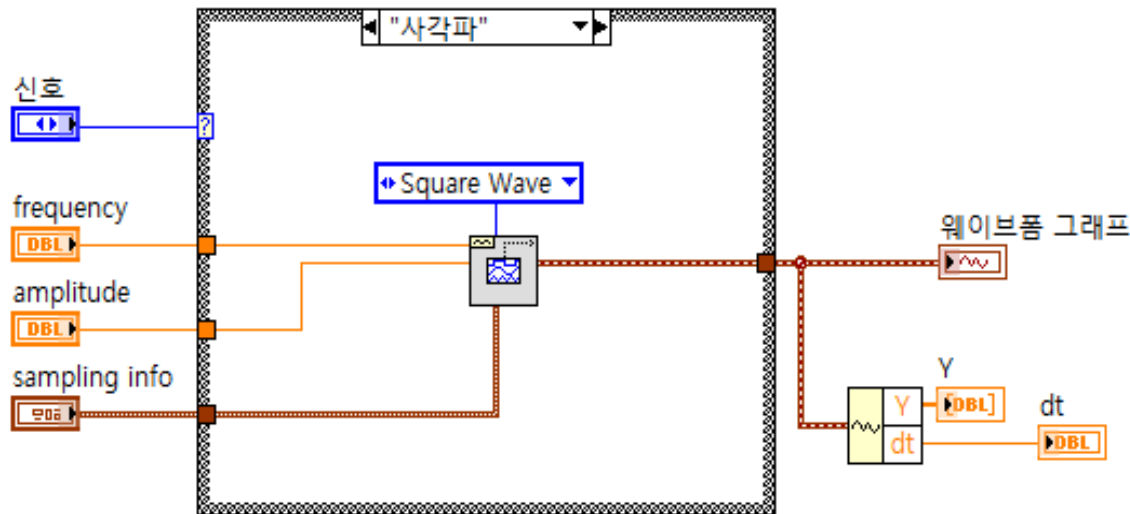 "사각파"
신호
?
Square Wave
frequency
DBL
amplitude
DBL
sampling info
웨이브폼 그래프
Y
Y
[DBL]
dt
dt
DBL